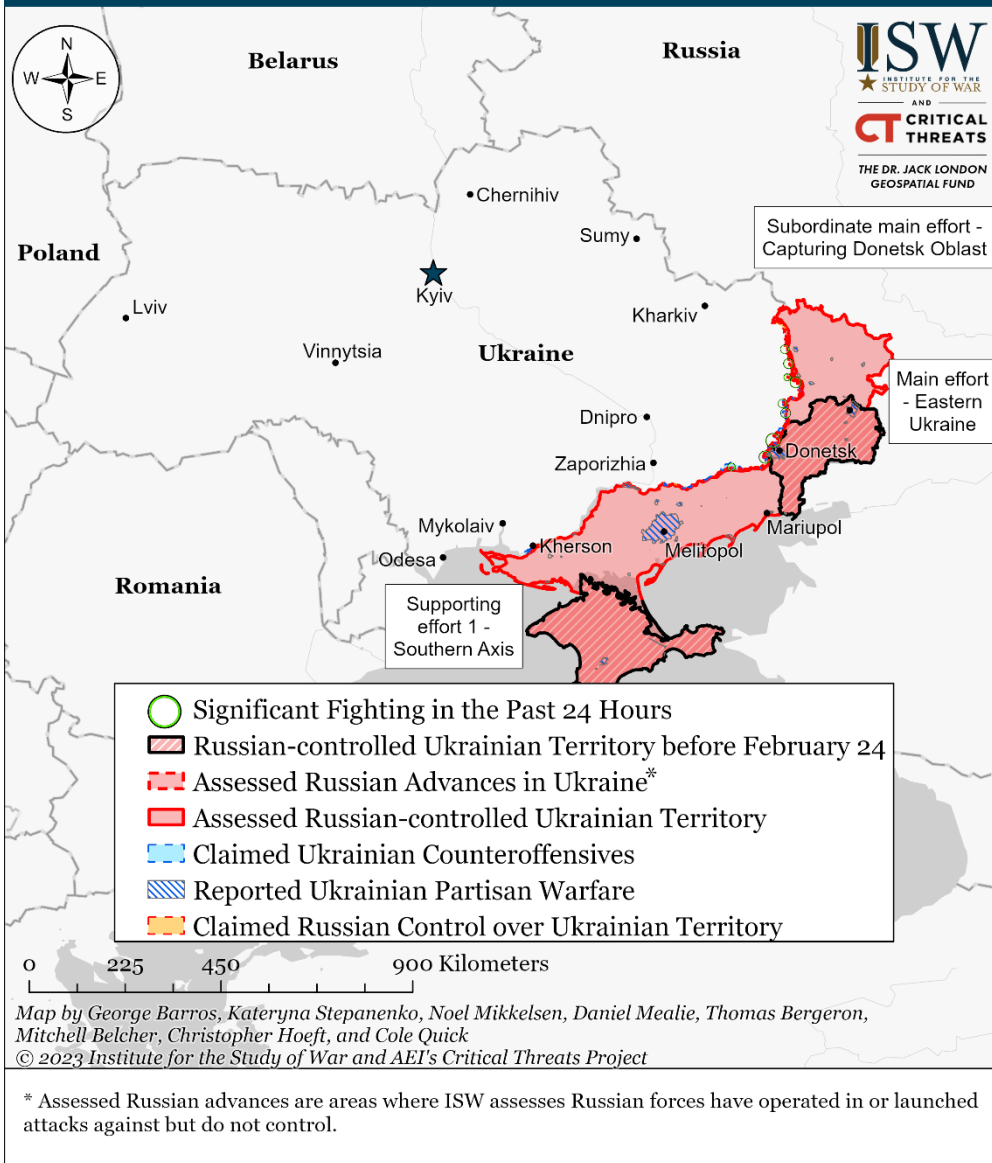 N
W
E
S
Belarus
Russia
ISW
INSTITUTE FOR THE
STUDY OF WAR
AND
CT CRITICAL
THREATS
THE DR. JACK LONDON
GEOSPATIAL FUND
Chernihiv
Subordinate main effort -
Capturing Donetsk Oblast
Sumy
Poland
Kyiv
Lviv
Kharkiv
Vinnytsia
Ukraine
Main effort
- Eastern
Ukraine
Dnipro
Donetsk
Zaporizhia
Mykolaiv
Mariupol
Kherson
Melitopol
Odesa
Romania
Supporting
effort 1 -
Southern Axis
Significant Fighting in the Past 24 Hours
Russian-controlled Ukrainian Territory before February 24
Assessed Russian Advances in Ukraine*
Assessed Russian-controlled Ukrainian Territory
Claimed Ukrainian Counteroffensives
Reported Ukrainian Partisan Warfare
Claimed Russian Control over Ukrainian Territory
0 225 450 900 Kilometers
Map by George Barros, Kateryna Stepanenko, Noel Mikkelsen, Daniel Mealie, Thomas Bergeron,
Mitchell Belcher, Christopher Hoeft, and Cole Quick
© 2023 Institute for the Study of War and AEI's Critical Threats Project
* Assessed Russian advances are areas where ISW assesses Russian forces have operated in or launched
attacks against but do not control.